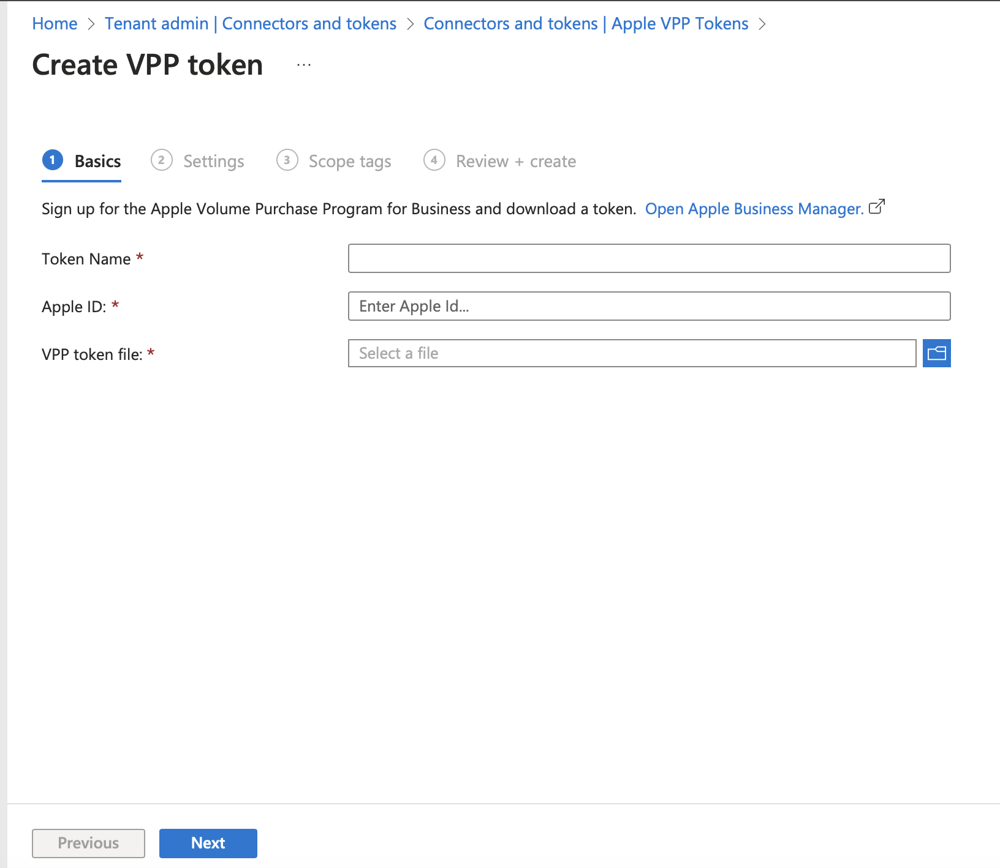 Home > Tenant admin | Connectors and tokens > Connectors and tokens | Apple VPP Tokens >
Create VPP token ...
1 Basics 2 Settings 3 Scope tags 4 Review + create
Sign up for the Apple Volume Purchase Program for Business and download a token. Open Apple Business Manager.
Token Name *
Apple ID: * Enter Apple Id...
VPP token file: * Select a file
Previous Next